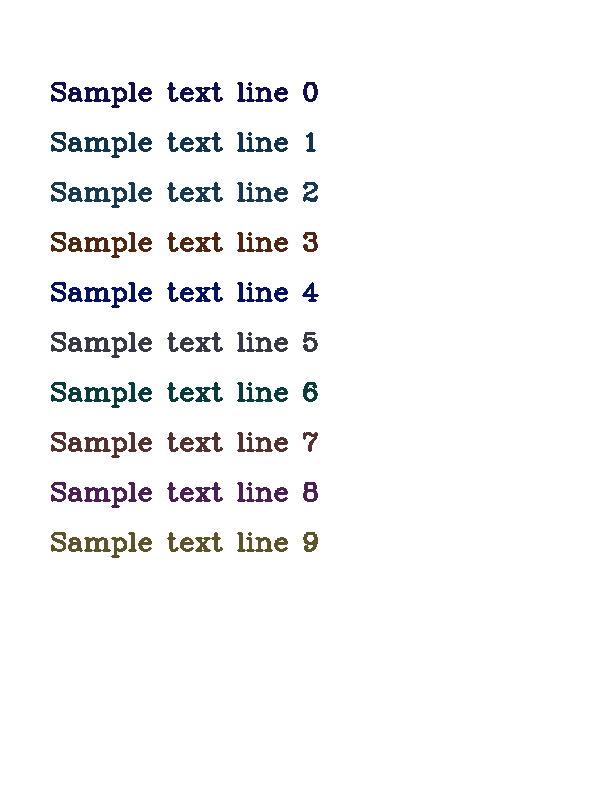 Sample text line 0
Sample text line 1
Sample text line 2
Sample text line 3
Sample text line 4
Sample text line 5
Sample text line 6
Sample text line 7
Sample text line 8
Sample text line 9